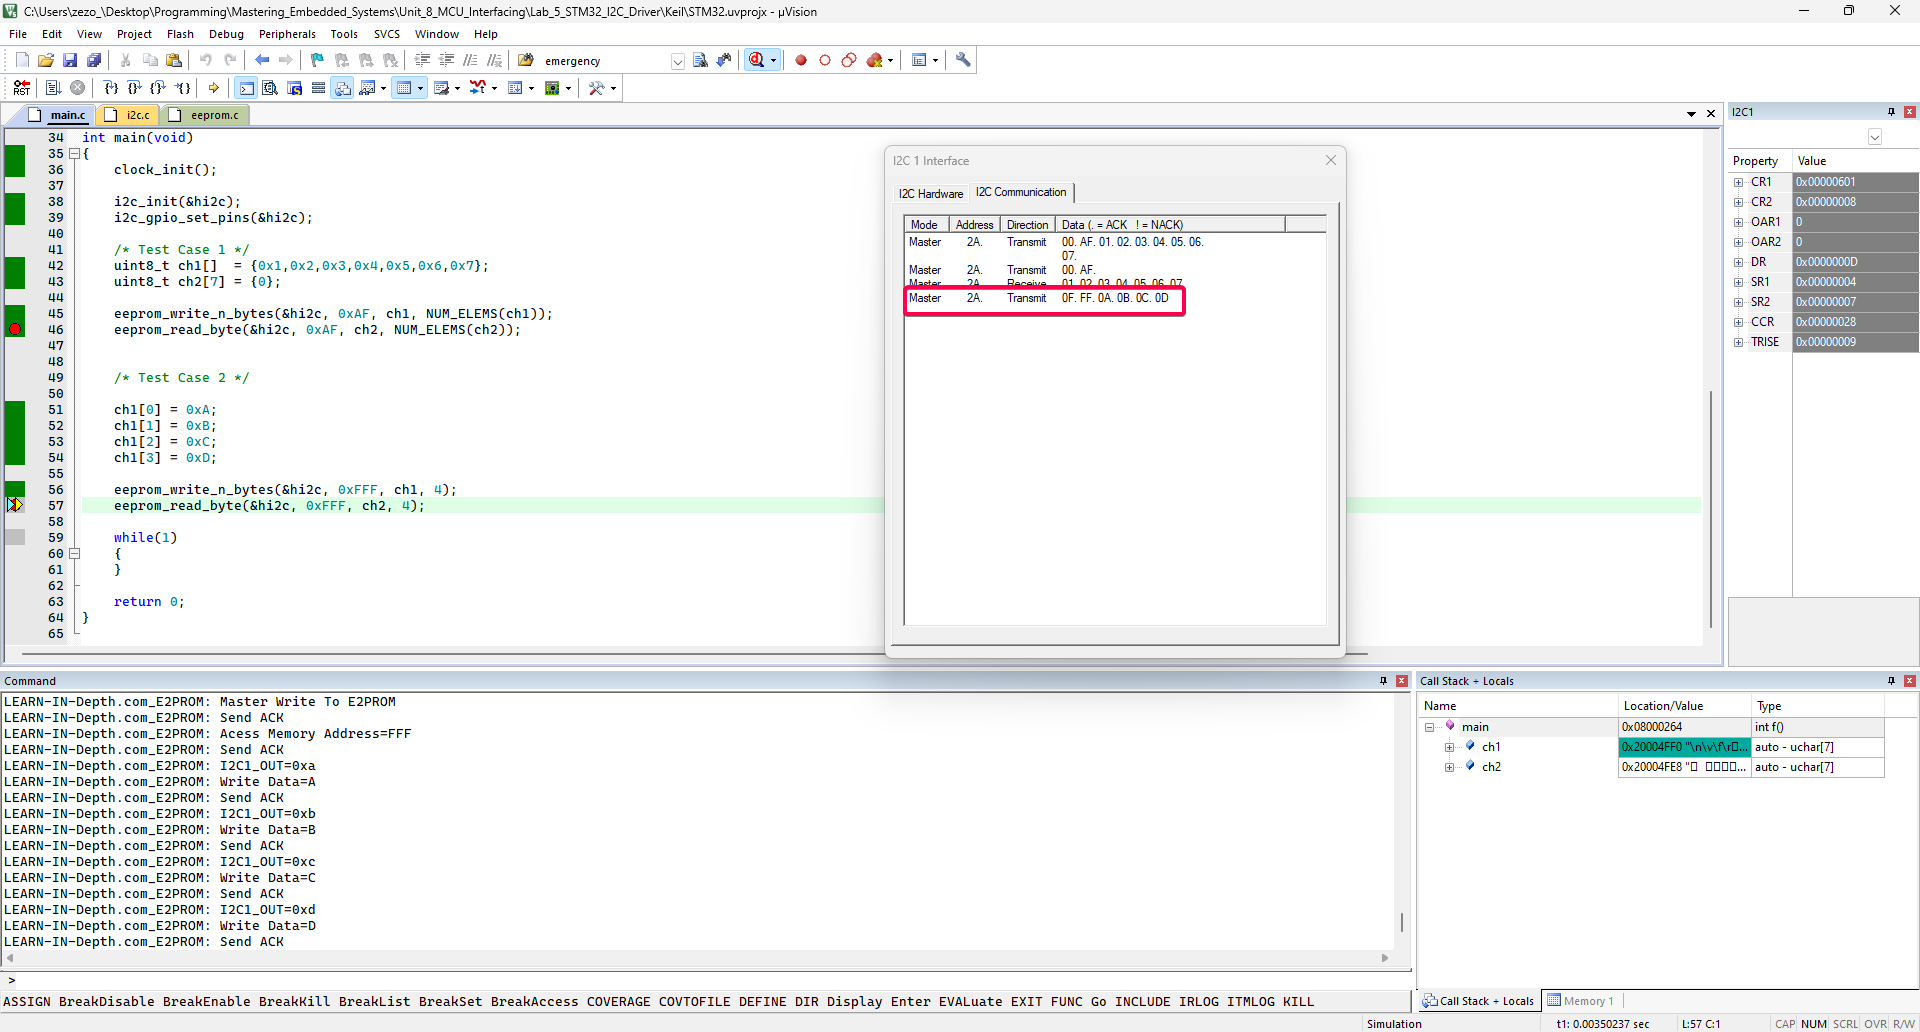 C:\Users\zezo_\Desktop\Programming\Mastering_Embedded_Systems\Unit_8_MCU_Interfacing\Lab_5_STM32_I2C_Driver\Keil\STM32.uvprojx - µVision
File Edit View Project Flash Debug Peripherals Tools SVCS Window Help
emergency
RST
main.c i2c.c eeprom.c
34 int main(void)
35 {
36 clock_init();
37
38 i2c_init(&hi2c);
39 i2c_gpio_set_pins(&hi2c);
40
41 /* Test Case 1 */
42 uint8_t ch1[] = {0x1,0x2,0x3,0x4,0x5,0x6,0x7};
43 uint8_t ch2[7] = {0};
44
45 eeprom_write_n_bytes(&hi2c, 0xAF, ch1, NUM_ELEMS(ch1));
46 eeprom_read_byte(&hi2c, 0xAF, ch2, NUM_ELEMS(ch2));
47
48
49 /* Test Case 2 */
50
51 ch1[0] = 0xA;
52 ch1[1] = 0xB;
53 ch1[2] = 0xC;
54 ch1[3] = 0xD;
55
56 eeprom_write_n_bytes(&hi2c, 0xFFF, ch1, 4);
57 eeprom_read_byte(&hi2c, 0xFFF, ch2, 4);
58
59 while(1)
60 {
61 }
62
63 return 0;
64 }
65
I2C 1 Interface
I2C Hardware I2C Communication
Mode Address Direction Data (. = ACK ! = NACK)
Master 2A. Transmit 00. AF. 01. 02. 03. 04. 05. 06.
07.
Master 2A. Transmit 00. AF.
Master 2A. Receive 01. 02. 03. 04. 05. 06. 07
Master 2A. Transmit 0F. FF. 0A. 0B. 0C. 0D
I2C1
Property Value
CR1 0x00000601
CR2 0x00000008
OAR1 0
OAR2 0
DR 0x0000000D
SR1 0x00000004
SR2 0x00000007
CCR 0x00000028
TRISE 0x00000009
Command
LEARN-IN-Depth.com_E2PROM: Master Write To E2PROM
LEARN-IN-Depth.com_E2PROM: Send ACK
LEARN-IN-Depth.com_E2PROM: Acess Memory Address=FFF
LEARN-IN-Depth.com_E2PROM: Send ACK
LEARN-IN-Depth.com_E2PROM: I2C1_OUT=0xa
LEARN-IN-Depth.com_E2PROM: Write Data=A
LEARN-IN-Depth.com_E2PROM: Send ACK
LEARN-IN-Depth.com_E2PROM: I2C1_OUT=0xb
LEARN-IN-Depth.com_E2PROM: Write Data=B
LEARN-IN-Depth.com_E2PROM: Send ACK
LEARN-IN-Depth.com_E2PROM: I2C1_OUT=0xc
LEARN-IN-Depth.com_E2PROM: Write Data=C
LEARN-IN-Depth.com_E2PROM: Send ACK
LEARN-IN-Depth.com_E2PROM: I2C1_OUT=0xd
LEARN-IN-Depth.com_E2PROM: Write Data=D
LEARN-IN-Depth.com_E2PROM: Send ACK
>
ASSIGN BreakDisable BreakEnable BreakKill BreakList BreakSet BreakAccess COVERAGE COVTOFILE DEFINE DIR Display Enter EVALuate EXIT FUNC Go INCLUDE IRLOG ITMLOG KILL
Call Stack + Locals
Name Location/Value Type
main 0x08000264 int f()
ch1 0x20004FF0 "\n\v\f\r□... auto - uchar[7]
ch2 0x20004FE8 "□ □□□□... auto - uchar[7]
Call Stack + Locals Memory 1
Simulation t1: 0.00350237 sec L:57 C:1 CAP NUM SCRL OVR R/W